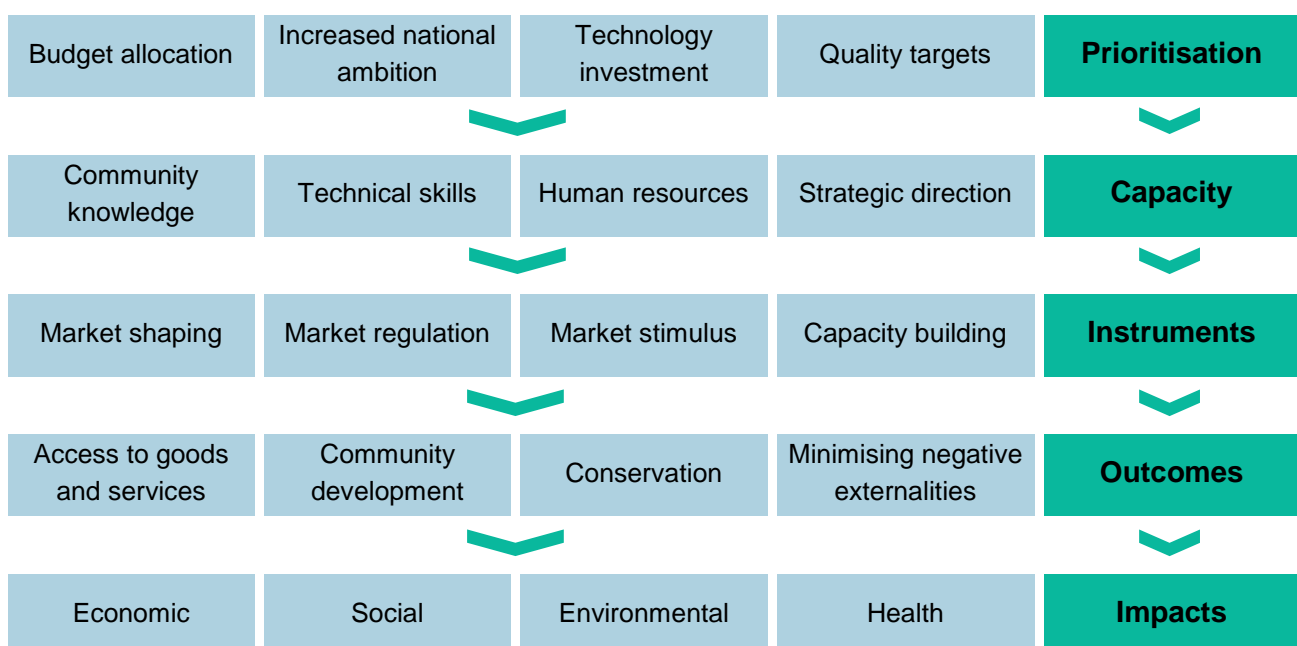 Budget allocation
Increased national
ambition
Technology
investment
Quality targets
Prioritisation
Community
knowledge
Technical skills
Human resources
Strategic direction
Capacity
Market shaping
Market regulation
Market stimulus
Capacity building
Instruments
Access to goods
and services
Community
development
Conservation
Minimising negative
externalities
Outcomes
Economic
Social
Environmental
Health
Impacts